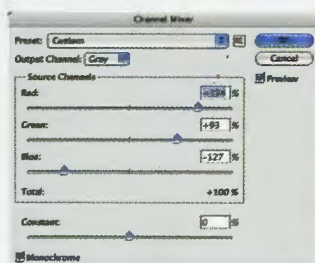 Channel Mixer
Preset: Custom
Output Channel: Gray
Cancel
Preview
Source Channels
Red: %
Green: +93 %
Blue: -127 %
Total: +100 %
Constant: 0 %
Monochrome